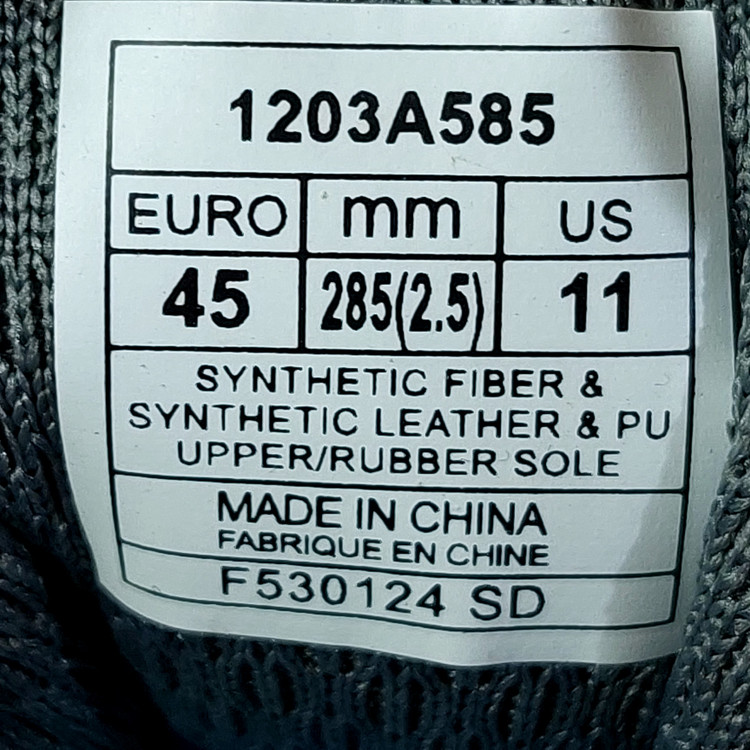 1203A585
EURO mm US
45 285(2.5) 11
SYNTHETIC FIBER &
SYNTHETIC LEATHER & PU
UPPER/RUBBER SOLE
MADE IN CHINA
FABRIQUE EN CHINE
F530124 SD